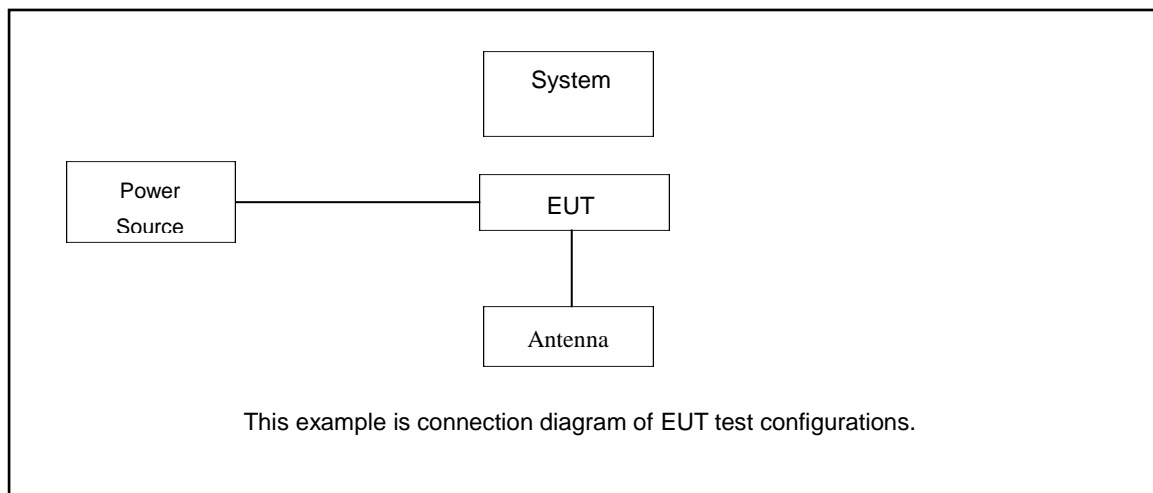 System
Power
Source
EUT
Antenna
This example is connection diagram of EUT test configurations.